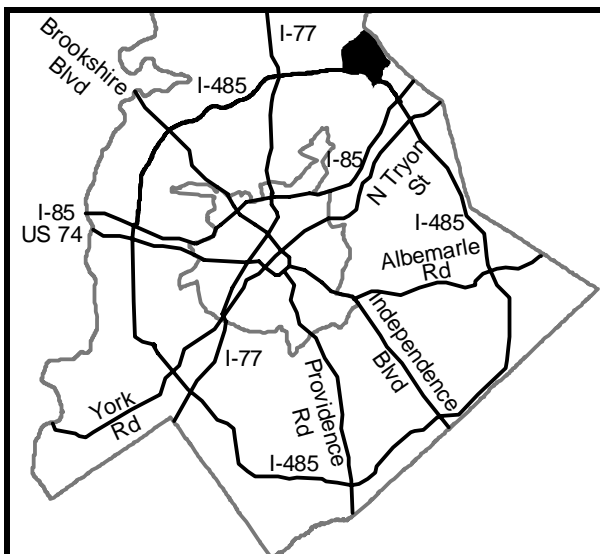 I-77
Brookshire
Blvd
I-485
I-85
N Tryon
St
I-85
US 74
I-485
Albemarle
Rd
Independence
Blvd
I-77
Providence
Rd
York
Rd
I-485